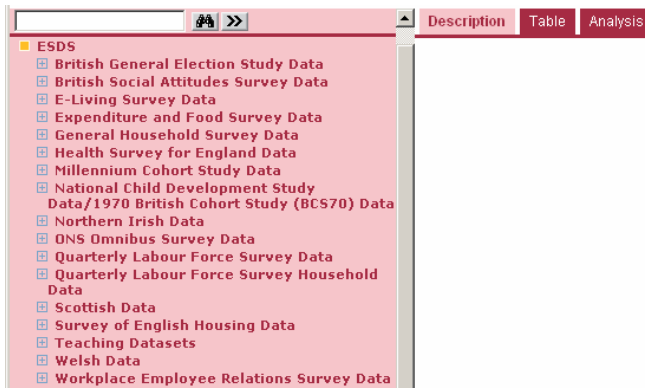 Description Table Analysis
ESDS
British General Election Study Data
British Social Attitudes Survey Data
E-Living Survey Data
Expenditure and Food Survey Data
General Household Survey Data
Health Survey for England Data
Millennium Cohort Study Data
National Child Development Study
Data/1970 British Cohort Study (BCS70) Data
Northern Irish Data
ONS Omnibus Survey Data
Quarterly Labour Force Survey Data
Quarterly Labour Force Survey Household
Data
Scottish Data
Survey of English Housing Data
Teaching Datasets
Welsh Data
Workplace Employee Relations Survey Data